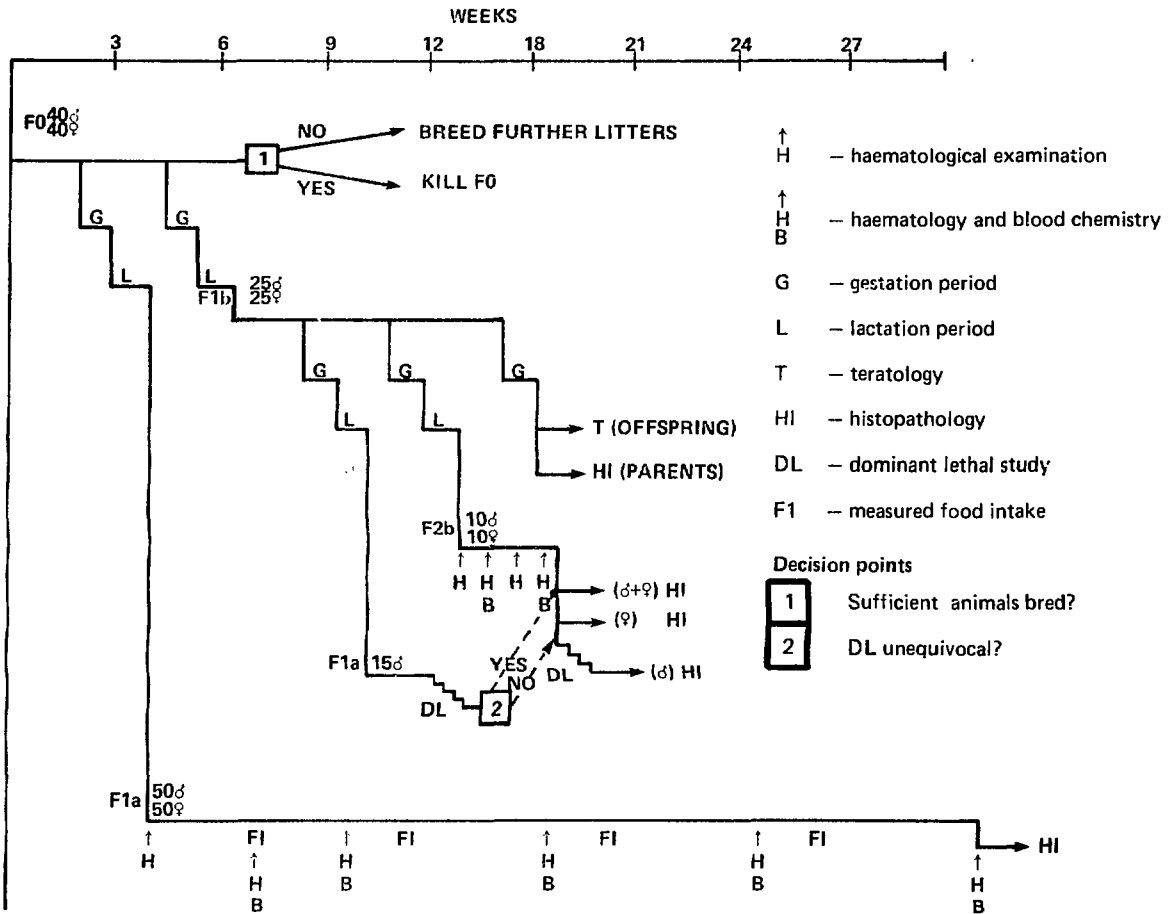 WEEKS
3 6 9 12 18 21 24 27
F0 40♂
40♀
1
NO
BREED FURTHER LITTERS
YES
KILL F0
G
G
L
L
F1b
25♂
25♀
G
G
G
L
L
T (OFFSPRING)
HI (PARENTS)
F2b
10♂
10♀
H H H H
B B
(♂+♀) HI
(♀) HI
(♂) HI
F1a 15♂
DL
2
YES
NO
DL
F1a
50♂
50♀
FI FI FI FI
H H H H H H
B B B B B
HI
H – haematological examination
H – haematology and blood chemistry
B
G – gestation period
L – lactation period
T – teratology
HI – histopathology
DL – dominant lethal study
F1 – measured food intake
Decision points
1 Sufficient animals bred?
2 DL unequivocal?